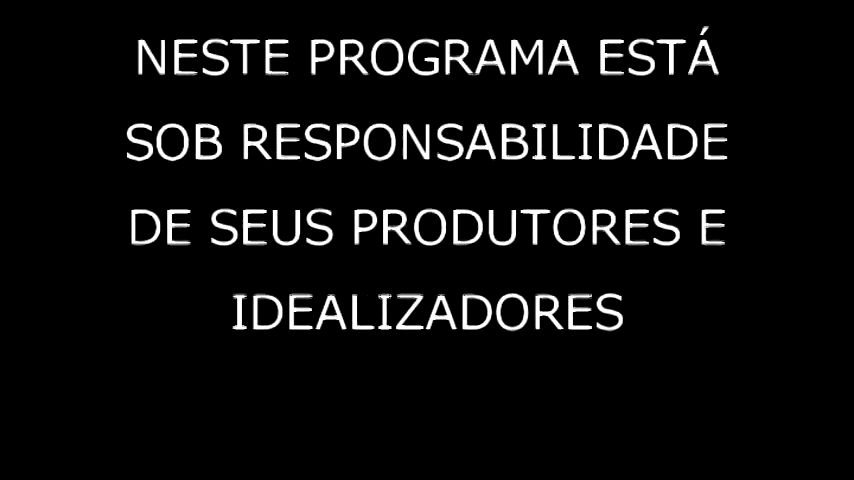 NESTE PROGRAMA ESTÁ
SOB RESPONSABILIDADE
DE SEUS PRODUTORES E
IDEALIZADORES